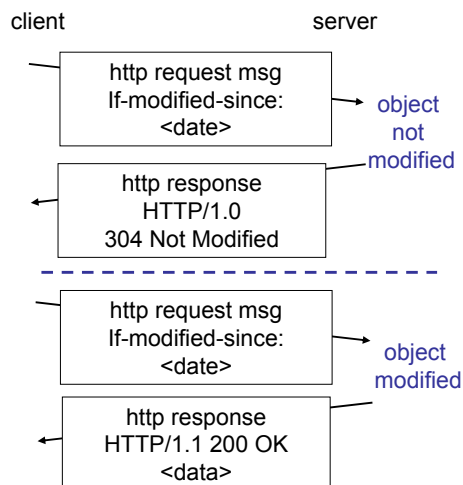 client
server
http request msg
If-modified-since:
<date>
object
not
modified
http response
HTTP/1.0
304 Not Modified
http request msg
If-modified-since:
<date>
object
modified
http response
HTTP/1.1 200 OK
<data>